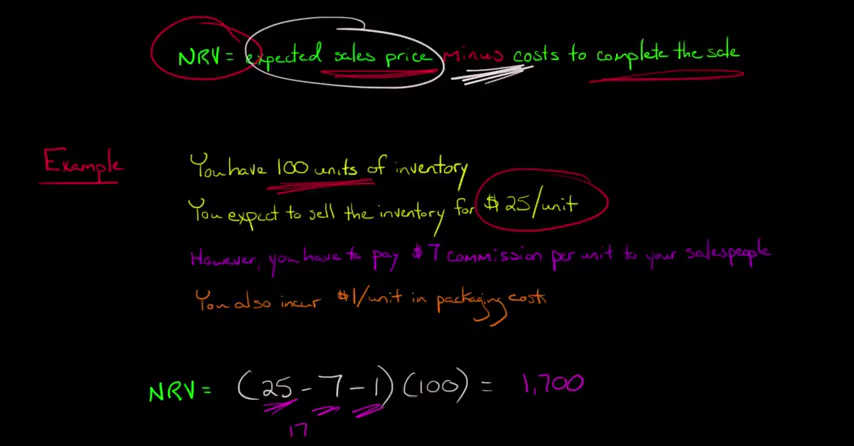 NRV = expected sales price minus costs to complete the sale
Example
You have 100 units of inventory
You expect to sell the inventory for $25/unit
However, you have to pay $7 commission per unit to your salespeople
You also incur $1/unit in packaging costs
NRV = (25 - 7 - 1)(100) = 1,700
17